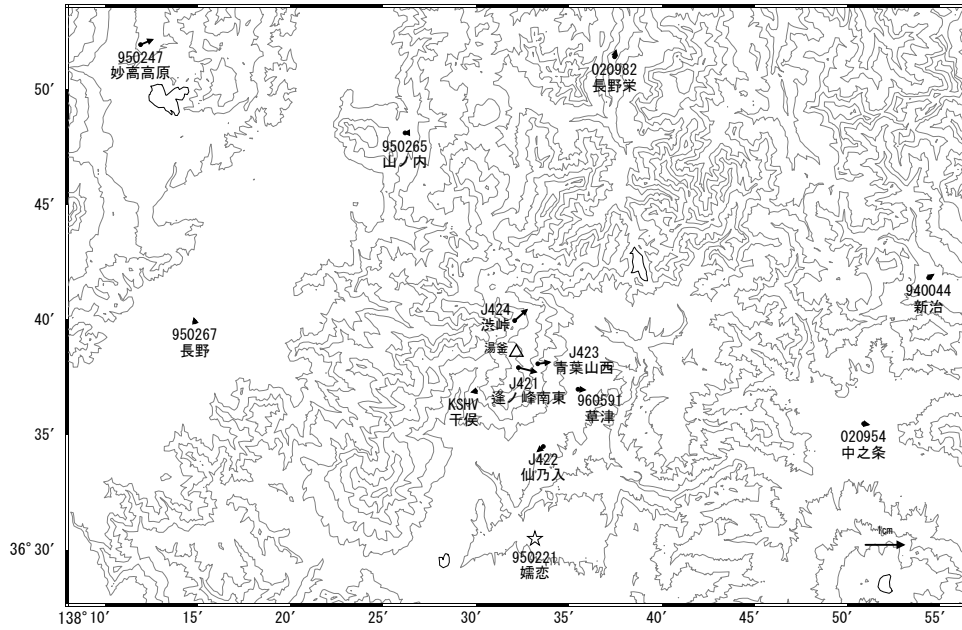 950247
妙高高原
020982
長野栄
50′
950265
山ノ内
45′
940044
新治
J424
渋峠
40′
950267
長野
湯釜
J423
青葉山西
J421
逢ノ峰南東
KSHV
干俣
960591
草津
35′
020954
中之条
J422
仙乃入
1cm
36°30′
950221
嬬恋
138°10′
15′
20′
25′
30′
35′
40′
45′
50′
55′